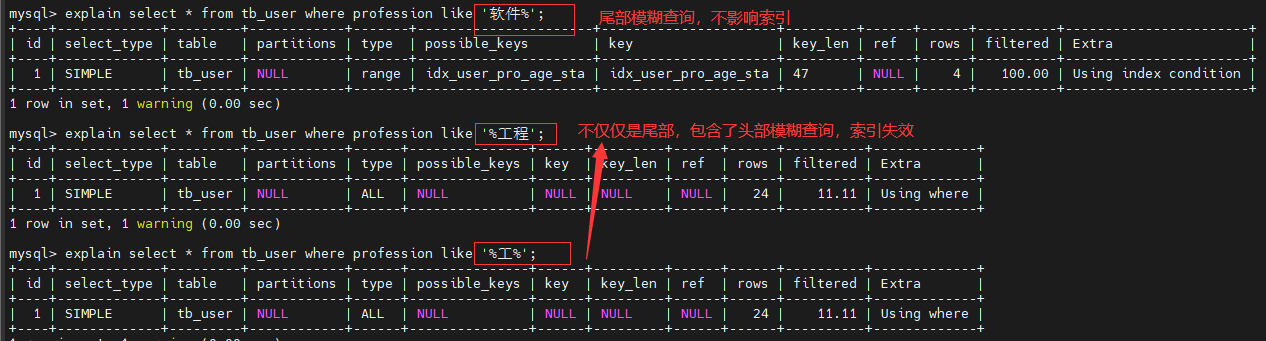 mysql> explain select * from tb_user where profession like '软件%';
尾部模糊查询，不影响索引
+----+-------------+---------+------------+-------+----------------------+----------------------+---------+------+------+----------+-----------------------+
| id | select_type | table | partitions | type | possible_keys | key | key_len | ref | rows | filtered | Extra |
+----+-------------+---------+------------+-------+----------------------+----------------------+---------+------+------+----------+-----------------------+
| 1 | SIMPLE | tb_user | NULL | range | idx_user_pro_age_sta | idx_user_pro_age_sta | 47 | NULL | 4 | 100.00 | Using index condition |
+----+-------------+---------+------------+-------+----------------------+----------------------+---------+------+------+----------+-----------------------+
1 row in set, 1 warning (0.00 sec)
mysql> explain select * from tb_user where profession like '%工程';
不仅仅是尾部，包含了头部模糊查询，索引失效
+----+-------------+---------+------------+------+---------------+------+---------+------+------+----------+-------------+
| id | select_type | table | partitions | type | possible_keys | key | key_len | ref | rows | filtered | Extra |
+----+-------------+---------+------------+------+---------------+------+---------+------+------+----------+-------------+
| 1 | SIMPLE | tb_user | NULL | ALL | NULL | NULL | NULL | NULL | 24 | 11.11 | Using where |
+----+-------------+---------+------------+------+---------------+------+---------+------+------+----------+-------------+
1 row in set, 1 warning (0.00 sec)
mysql> explain select * from tb_user where profession like '%工%';
+----+-------------+---------+------------+------+---------------+------+---------+------+------+----------+-------------+
| id | select_type | table | partitions | type | possible_keys | key | key_len | ref | rows | filtered | Extra |
+----+-------------+---------+------------+------+---------------+------+---------+------+------+----------+-------------+
| 1 | SIMPLE | tb_user | NULL | ALL | NULL | NULL | NULL | NULL | 24 | 11.11 | Using where |
+----+-------------+---------+------------+------+---------------+------+---------+------+------+----------+-------------+